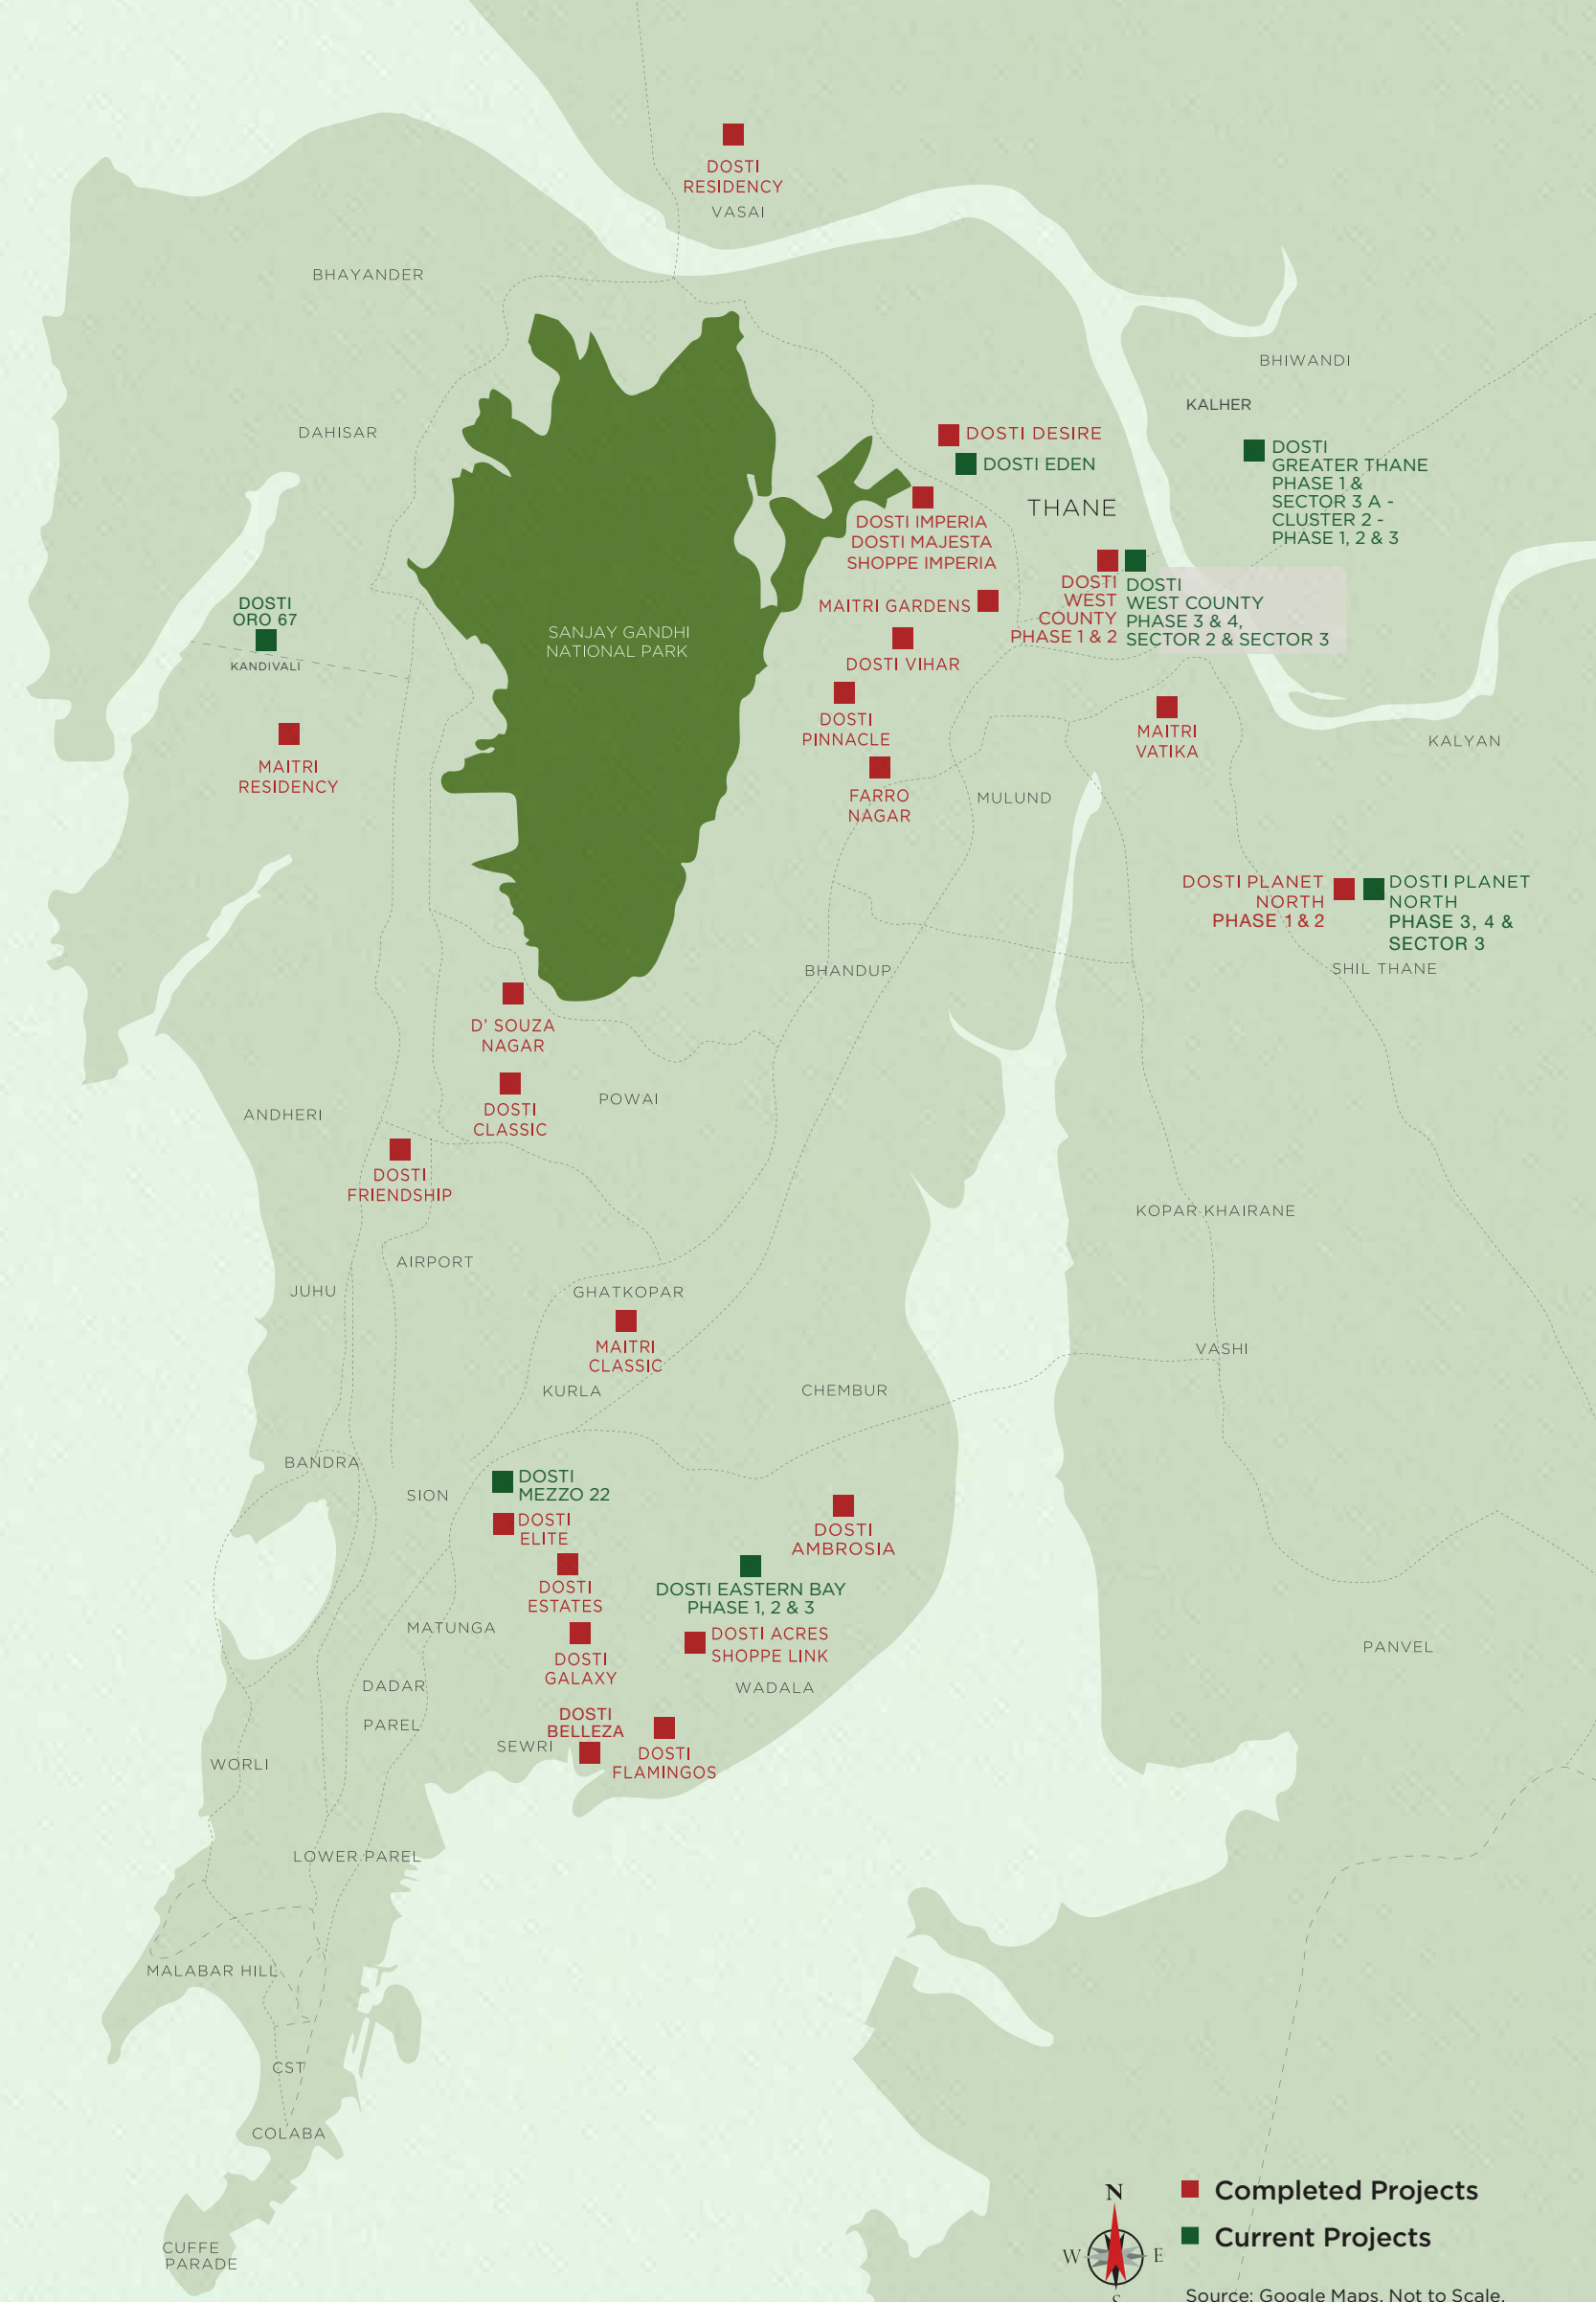 DOSTI
RESIDENCY
VASAI
BHAYANDER
BHIWANDI
KALHER
DAHISAR
DOSTI DESIRE
DOSTI EDEN
DOSTI
GREATER THANE
PHASE 1 &
SECTOR 3 A -
CLUSTER 2 -
PHASE 1, 2 & 3
THANE
DOSTI IMPERIA
DOSTI MAJESTA
SHOPPE IMPERIA
DOSTI
WEST
COUNTY
PHASE 1 & 2
DOSTI
WEST COUNTY
PHASE 3 & 4,
SECTOR 2 & SECTOR 3
MAITRI GARDENS
DOSTI
ORO 67
KANDIVALI
SANJAY GANDHI
NATIONAL PARK
DOSTI VIHAR
DOSTI
PINNACLE
MAITRI
VATIKA
KALYAN
MAITRI
RESIDENCY
FARRO
NAGAR
MULUND
DOSTI PLANET
NORTH
PHASE 1 & 2
DOSTI PLANET
NORTH
PHASE 3, 4 &
SECTOR 3
SHIL THANE
BHANDUP
D' SOUZA
NAGAR
POWAI
ANDHERI
DOSTI
CLASSIC
DOSTI
FRIENDSHIP
KOPAR KHAIRANE
AIRPORT
JUHU
GHATKOPAR
MAITRI
CLASSIC
VASHI
KURLA
CHEMBUR
BANDRA
DOSTI
MEZZO 22
SION
DOSTI
ELITE
DOSTI
AMBROSIA
DOSTI
ESTATES
DOSTI EASTERN BAY
PHASE 1, 2 & 3
MATUNGA
DOSTI ACRES
SHOPPE LINK
PANVEL
DOSTI
GALAXY
DADAR
WADALA
PAREL
DOSTI
BELLEZA
SEWRI
DOSTI
FLAMINGOS
WORLI
LOWER PAREL
MALABAR HILL
CST
COLABA
CUFFE
PARADE
N
W
E
S
Completed Projects
Current Projects
Source: Google Maps. Not to Scale.